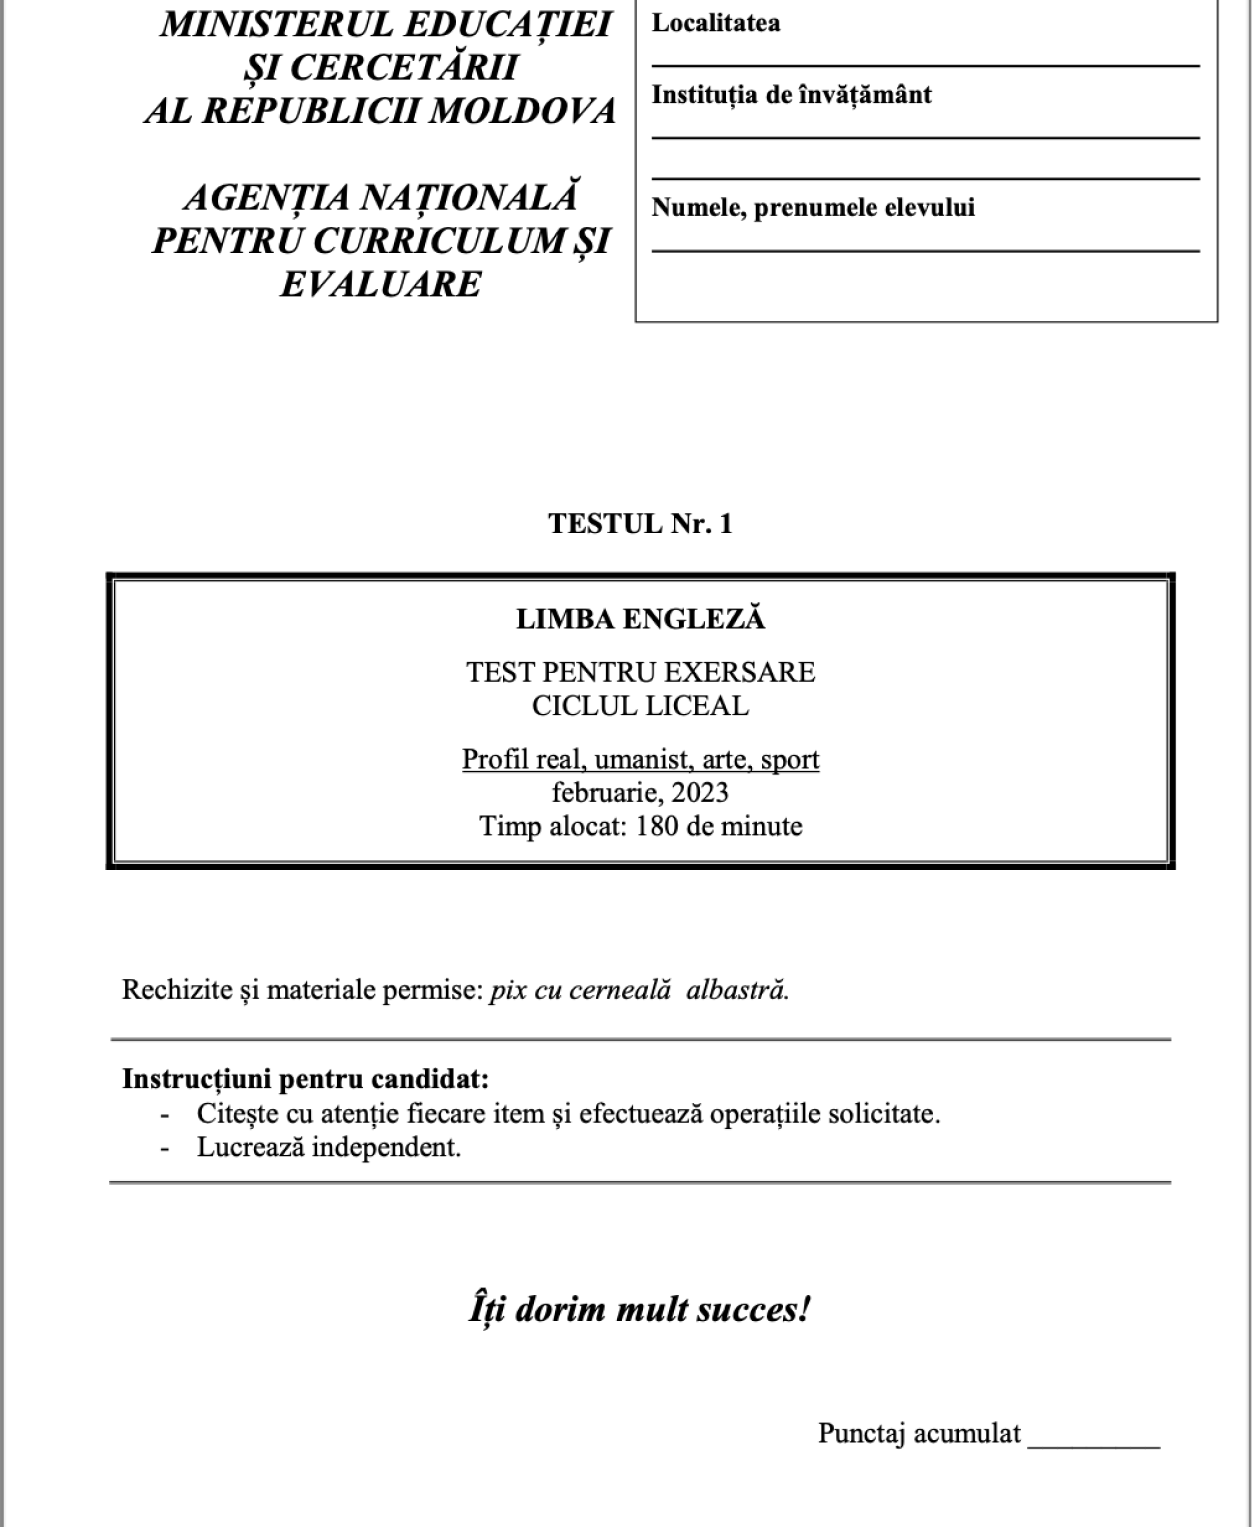 MINISTERUL EDUCAȚIEI
ȘI CERCETĂRII
AL REPUBLICII MOLDOVA
AGENȚIA NAȚIONALĂ
PENTRU CURRICULUM ȘI
EVALUARE
Localitatea
Instituția de învățământ
Numele, prenumele elevului
TESTUL Nr. 1
LIMBA ENGLEZĂ
TEST PENTRU EXERSARE
CICLUL LICEAL
Profil real, umanist, arte, sport
februarie, 2023
Timp alocat: 180 de minute
Rechizite și materiale permise: pix cu cerneală albastră.
Instrucțiuni pentru candidat:
- Citește cu atenție fiecare item și efectuează operațiile solicitate.
- Lucrează independent.
Îți dorim mult succes!
Punctaj acumulat _________